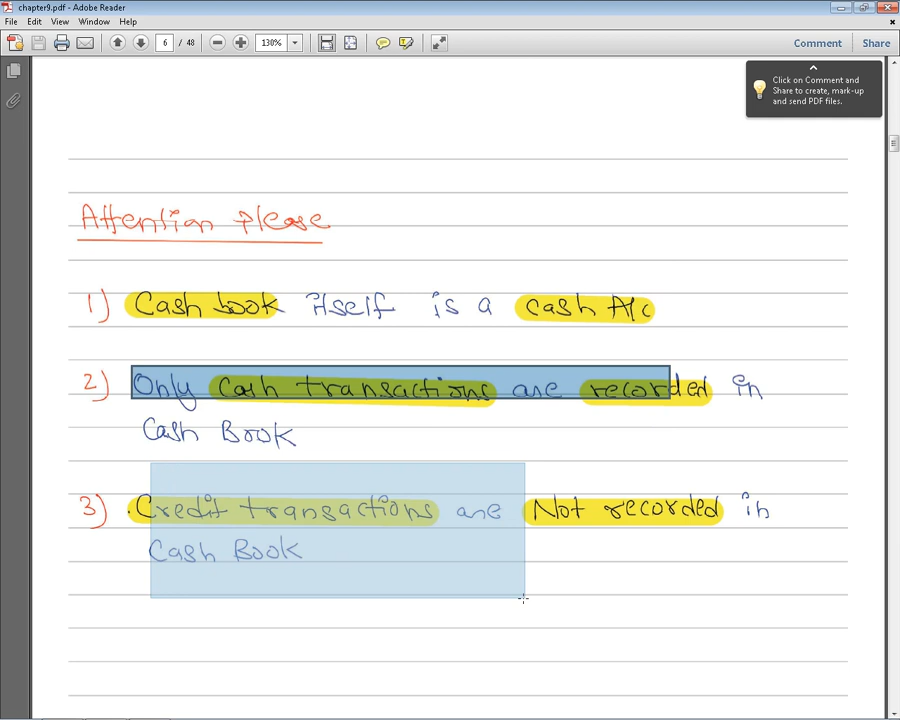 chapter9.pdf - Adobe Reader
File Edit View Window Help
6 / 48 130% Comment Share
Click on Comment and
Share to create, mark-up
and send PDF files.
Attention Please
1) Cash book itself is a cash A/c
2) Only cash transactions are recorded in
Cash Book
3) Credit transactions are Not recorded in
Cash Book